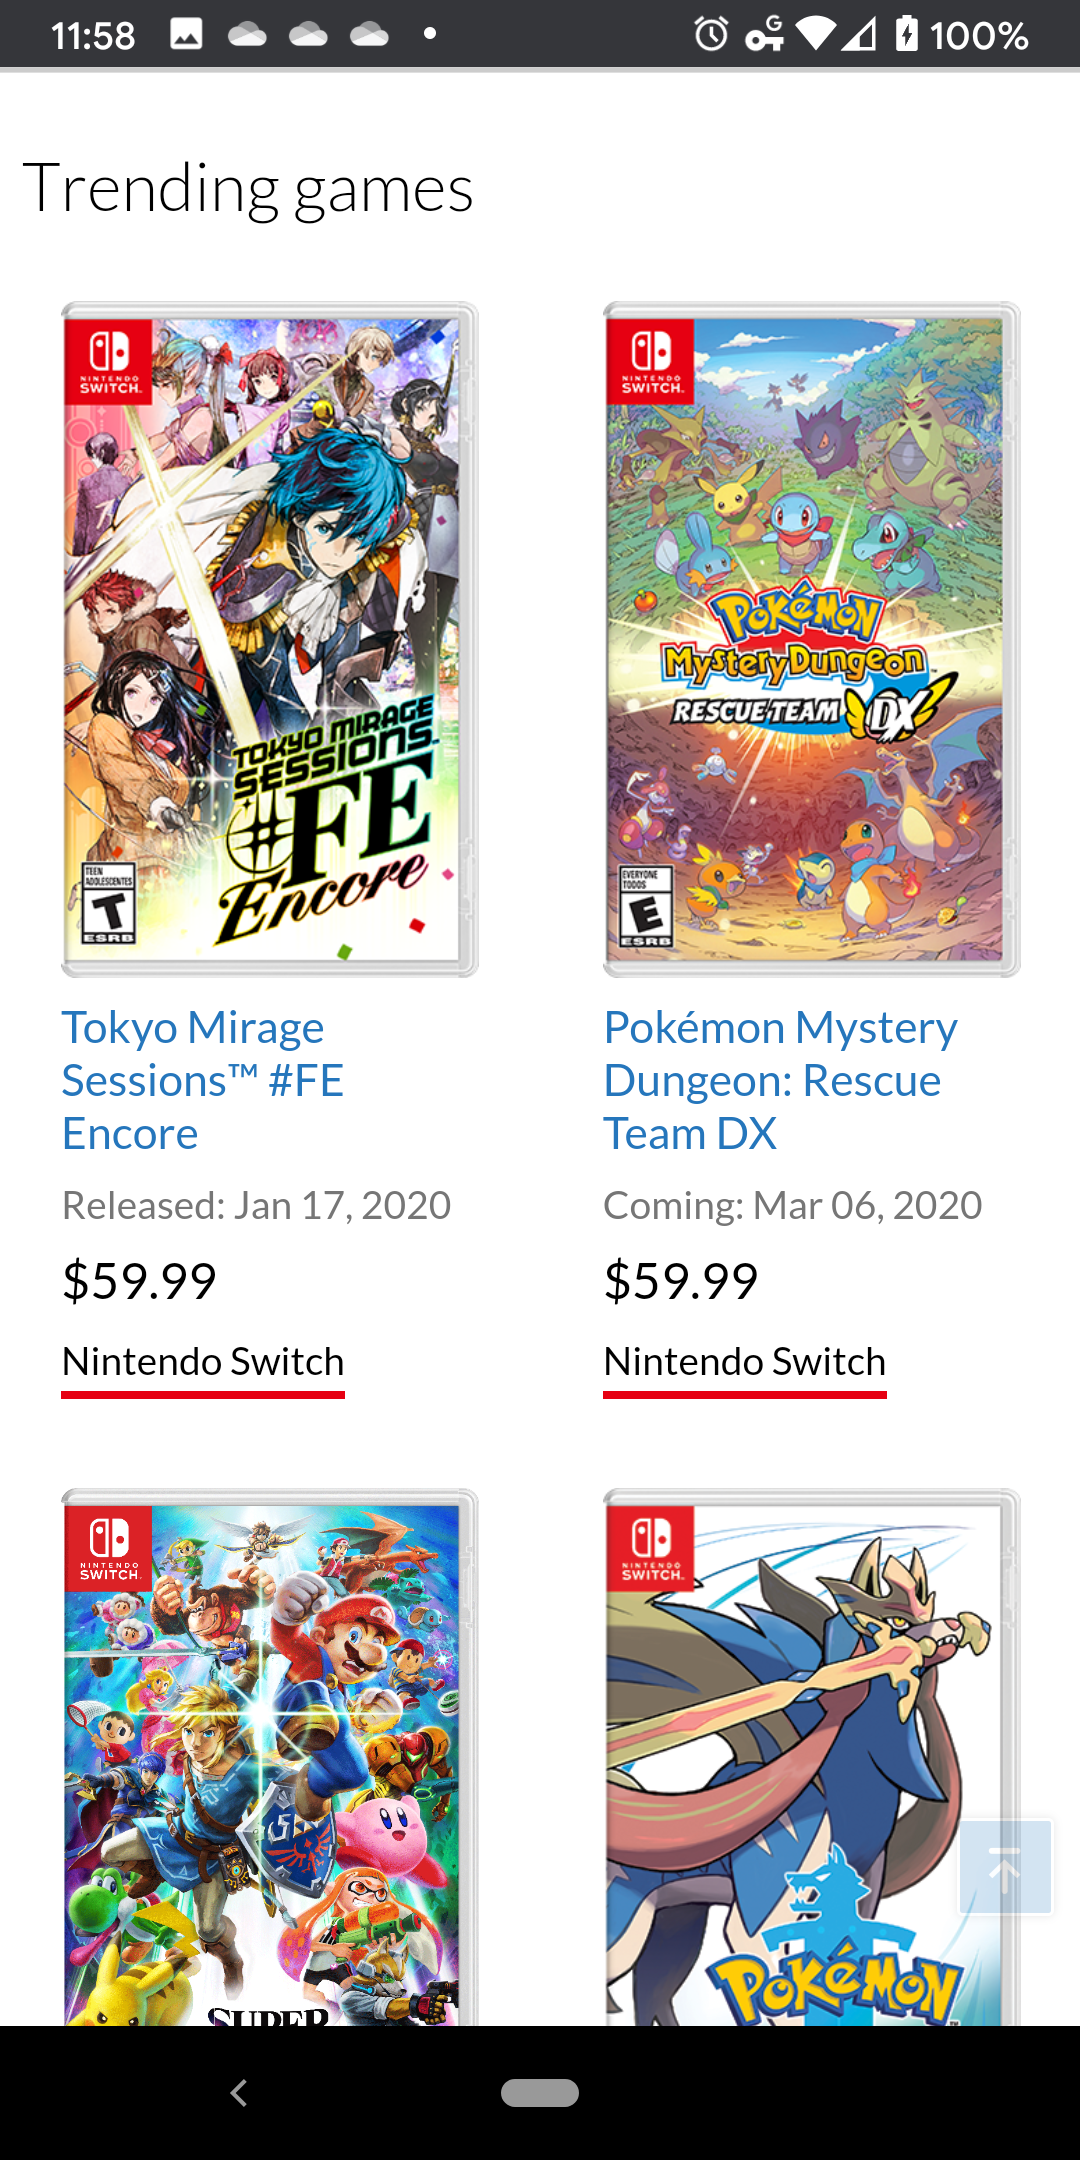 11:58
G
100%
Trending games
NINTENDO
SWITCH
TOKYO MIRAGE
SESSIONS™
#FE
Encore
TEEN
ADOLESCENTES
T
ESRB
NINTENDO
SWITCH
POKéMON
Mystery Dungeon
RESCUE TEAM DX
EVERYONE
TODOS
E
ESRB
Tokyo Mirage
Sessions™ #FE
Encore
Released: Jan 17, 2020
$59.99
Nintendo Switch
Pokémon Mystery
Dungeon: Rescue
Team DX
Coming: Mar 06, 2020
$59.99
Nintendo Switch
NINTENDO
SWITCH
SUPER
NINTENDO
SWITCH
POKéMON